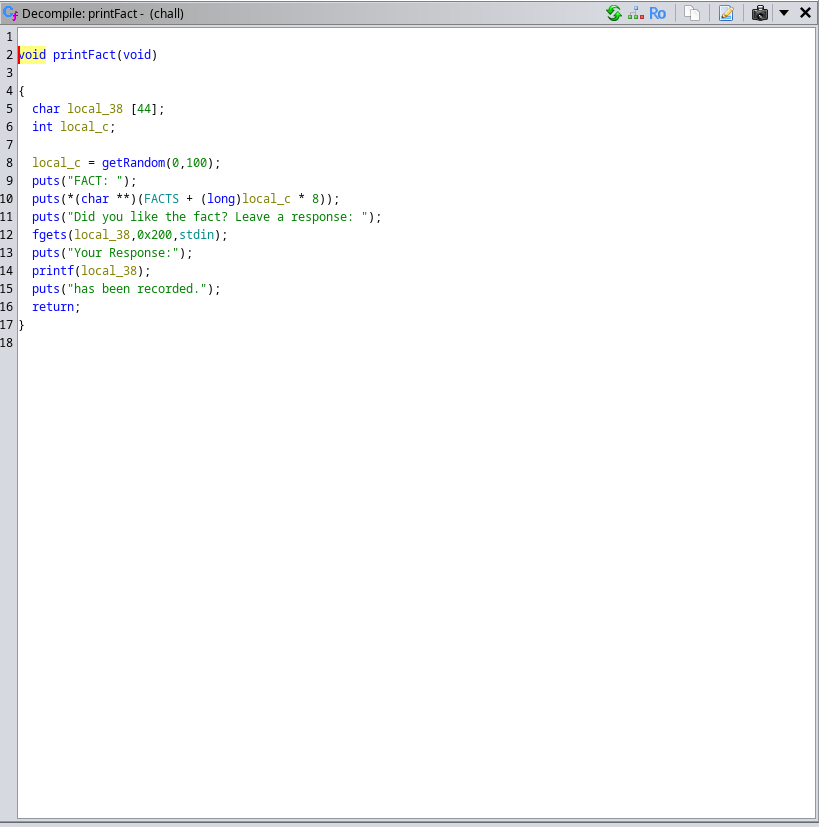 Decompile: printFact - (chall)
Ro
1
2 void printFact(void)
3
4 {
5 char local_38 [44];
6 int local_c;
7
8 local_c = getRandom(0,100);
9 puts("FACT: ");
10 puts(*(char **)(FACTS + (long)local_c * 8));
11 puts("Did you like the fact? Leave a response: ");
12 fgets(local_38,0x200,stdin);
13 puts("Your Response:");
14 printf(local_38);
15 puts("has been recorded.");
16 return;
17 }
18